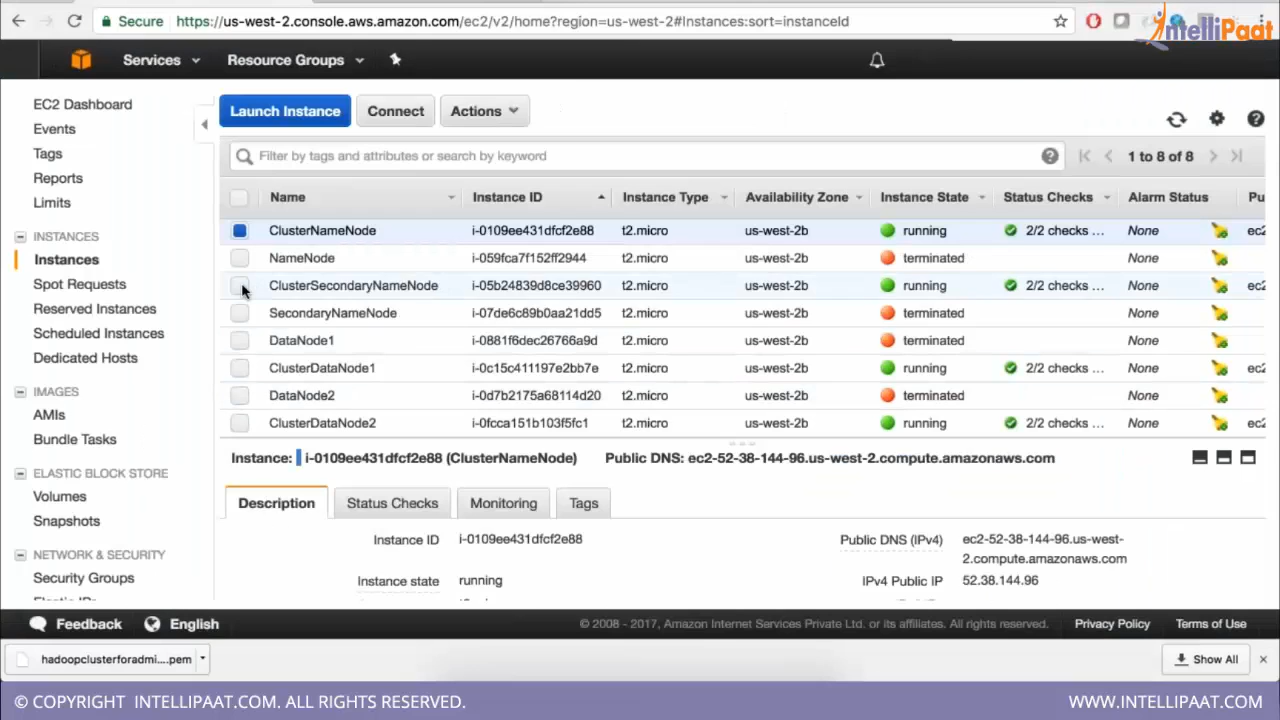 Secure https://us-west-2.console.aws.amazon.com/ec2/v2/home?region=us-west-2#Instances:sort=instanceId
IntelliPaat
Services Resource Groups
EC2 Dashboard
Events
Tags
Reports
Limits
INSTANCES
Instances
Spot Requests
Reserved Instances
Scheduled Instances
Dedicated Hosts
IMAGES
AMIs
Bundle Tasks
ELASTIC BLOCK STORE
Volumes
Snapshots
NETWORK & SECURITY
Security Groups
Launch Instance Connect Actions
Filter by tags and attributes or search by keyword 1 to 8 of 8
Name Instance ID Instance Type Availability Zone Instance State Status Checks Alarm Status Pu
ClusterNameNode i-0109ee431dfcf2e88 t2.micro us-west-2b running 2/2 checks ... None ec2
NameNode i-059fca7f152ff2944 t2.micro us-west-2b terminated None
ClusterSecondaryNameNode i-05b24839d8ce39960 t2.micro us-west-2b running 2/2 checks ... None ec2
SecondaryNameNode i-07de6c89b0aa21dd5 t2.micro us-west-2b terminated None
DataNode1 i-0881f6dec26766a9d t2.micro us-west-2b terminated None
ClusterDataNode1 i-0c15c411197e2bb7e t2.micro us-west-2b running 2/2 checks ... None ec2
DataNode2 i-0d7b2175a68114d20 t2.micro us-west-2b terminated None
ClusterDataNode2 i-0fcca151b103f5fc1 t2.micro us-west-2b running 2/2 checks ... None ec2
Instance: i-0109ee431dfcf2e88 (ClusterNameNode) Public DNS: ec2-52-38-144-96.us-west-2.compute.amazonaws.com
Description Status Checks Monitoring Tags
Instance ID i-0109ee431dfcf2e88 Public DNS (IPv4) ec2-52-38-144-96.us-west-
2.compute.amazonaws.com
Instance state running IPv4 Public IP 52.38.144.96
Feedback English © 2008 - 2017, Amazon Internet Services Private Ltd. or its affiliates. All rights reserved. Privacy Policy Terms of Use
hadoopclusterforadmi....pem Show All
© COPYRIGHT INTELLIPAAT.COM. ALL RIGHTS RESERVED. WWW.INTELLIPAAT.COM